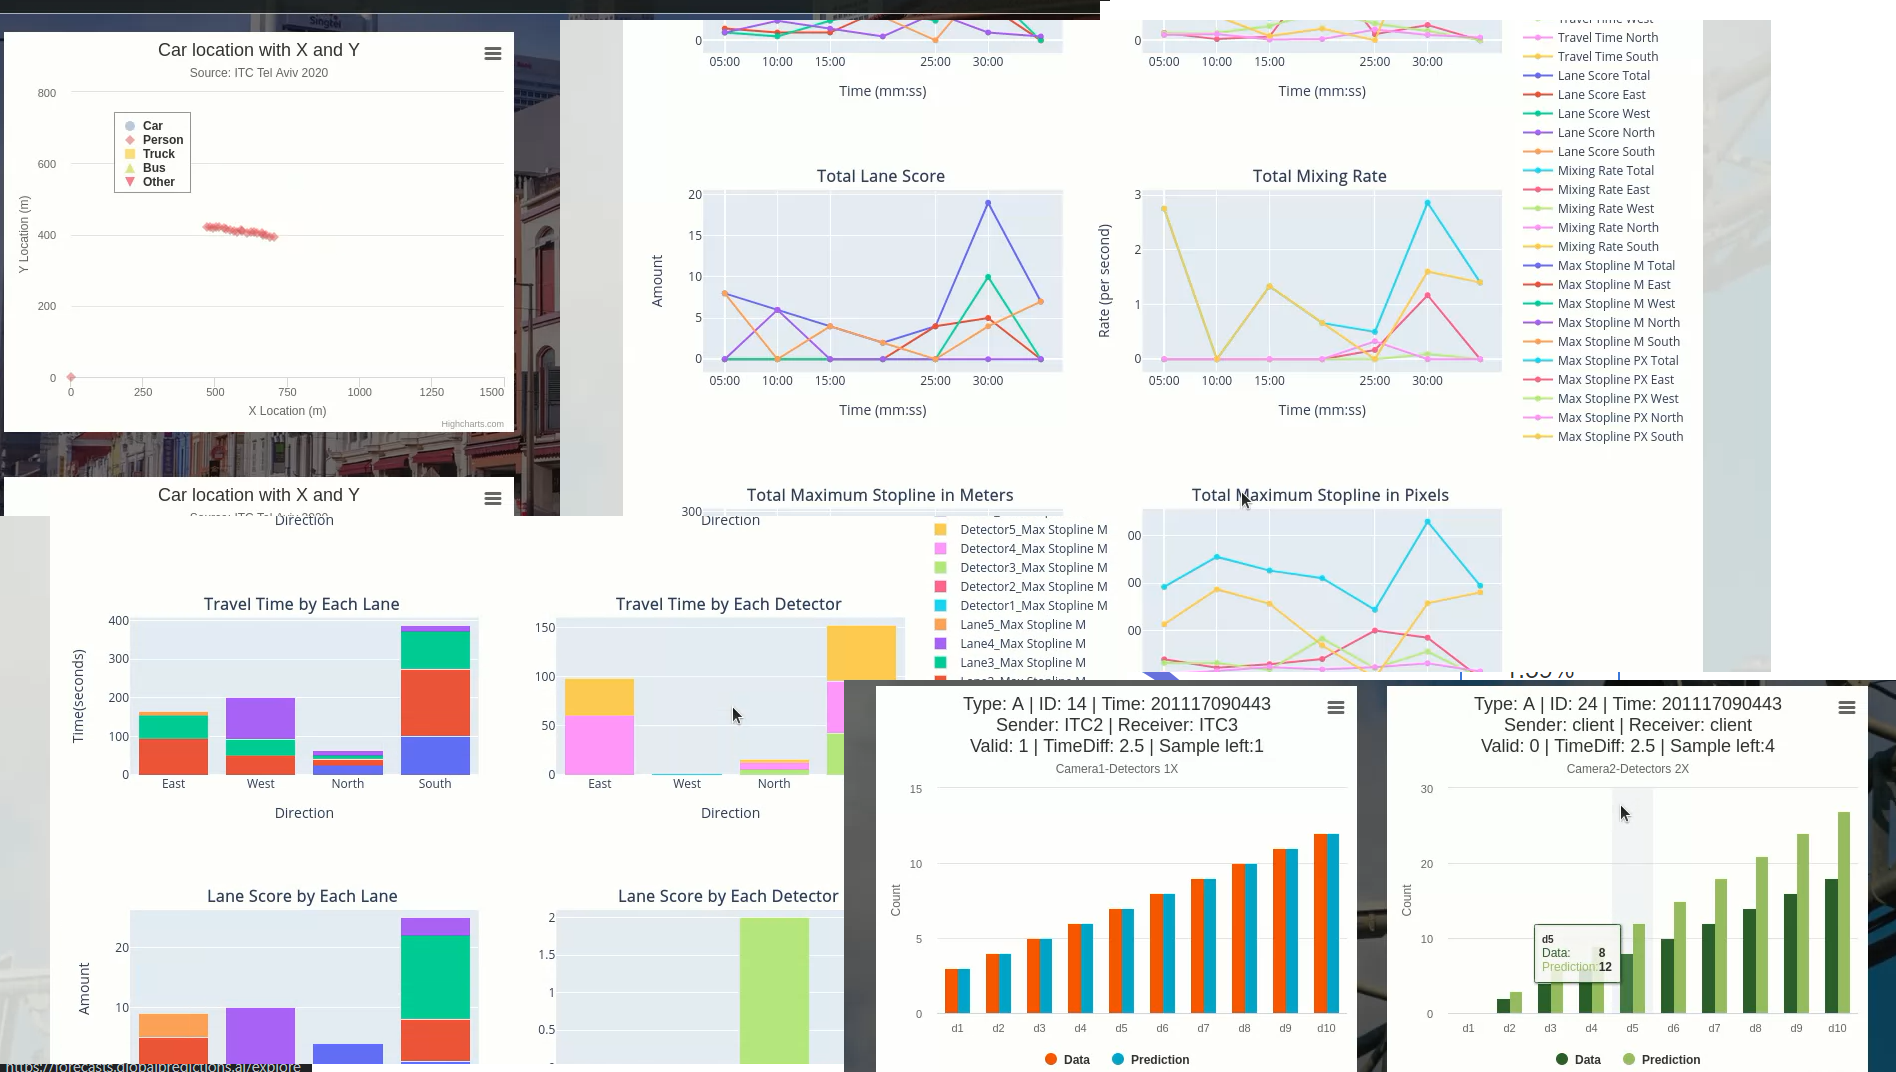 Singtel
Car location with X and Y
Source: ITC Tel Aviv 2020
800
600
400
200
0
Y Location (m)
Car
Person
Truck
Bus
Other
0
250
500
750
1000
1250
1500
X Location (m)
Highcharts.com
Car location with X and Y
Source: ITC Tel Aviv 2020
0
05:00
10:00
15:00
25:00
30:00
Time (mm:ss)
0
05:00
10:00
15:00
25:00
30:00
Time (mm:ss)
Travel Time West
Travel Time North
Travel Time South
Lane Score Total
Lane Score East
Lane Score West
Lane Score North
Lane Score South
Mixing Rate Total
Mixing Rate East
Mixing Rate West
Mixing Rate North
Mixing Rate South
Max Stopline M Total
Max Stopline M East
Max Stopline M West
Max Stopline M North
Max Stopline M South
Max Stopline PX Total
Max Stopline PX East
Max Stopline PX West
Max Stopline PX North
Max Stopline PX South
Total Lane Score
20
15
10
5
0
Amount
05:00
10:00
15:00
25:00
30:00
Time (mm:ss)
Total Mixing Rate
3
2
1
0
Rate (per second)
05:00
10:00
15:00
25:00
30:00
Time (mm:ss)
Total Maximum Stopline in Meters
300
Total Maximum Stopline in Pixels
00
00
00
Direction
Direction
Detector5_Max Stopline M
Detector4_Max Stopline M
Detector3_Max Stopline M
Detector2_Max Stopline M
Detector1_Max Stopline M
Lane5_Max Stopline M
Lane4_Max Stopline M
Lane3_Max Stopline M
Travel Time by Each Lane
400
300
200
100
0
Time(seconds)
East
West
North
South
Direction
Travel Time by Each Detector
150
100
50
0
East
West
North
Direction
Lane Score by Each Lane
20
10
Amount
Lane Score by Each Detector
2
1.5
1
0.5
https://forecasts.globalpredictions.ai/explore
Type: A | ID: 14 | Time: 201117090443
Sender: ITC2 | Receiver: ITC3
Valid: 1 | TimeDiff: 2.5 | Sample left:1
Camera1-Detectors 1X
15
10
5
0
Count
d1
d2
d3
d4
d5
d6
d7
d8
d9
d10
Data
Prediction
Type: A | ID: 24 | Time: 201117090443
Sender: client | Receiver: client
Valid: 0 | TimeDiff: 2.5 | Sample left:4
Camera2-Detectors 2X
30
20
10
0
Count
d5
Data: 8
Prediction: 12
d1
d2
d3
d4
d5
d6
d7
d8
d9
d10
Data
Prediction